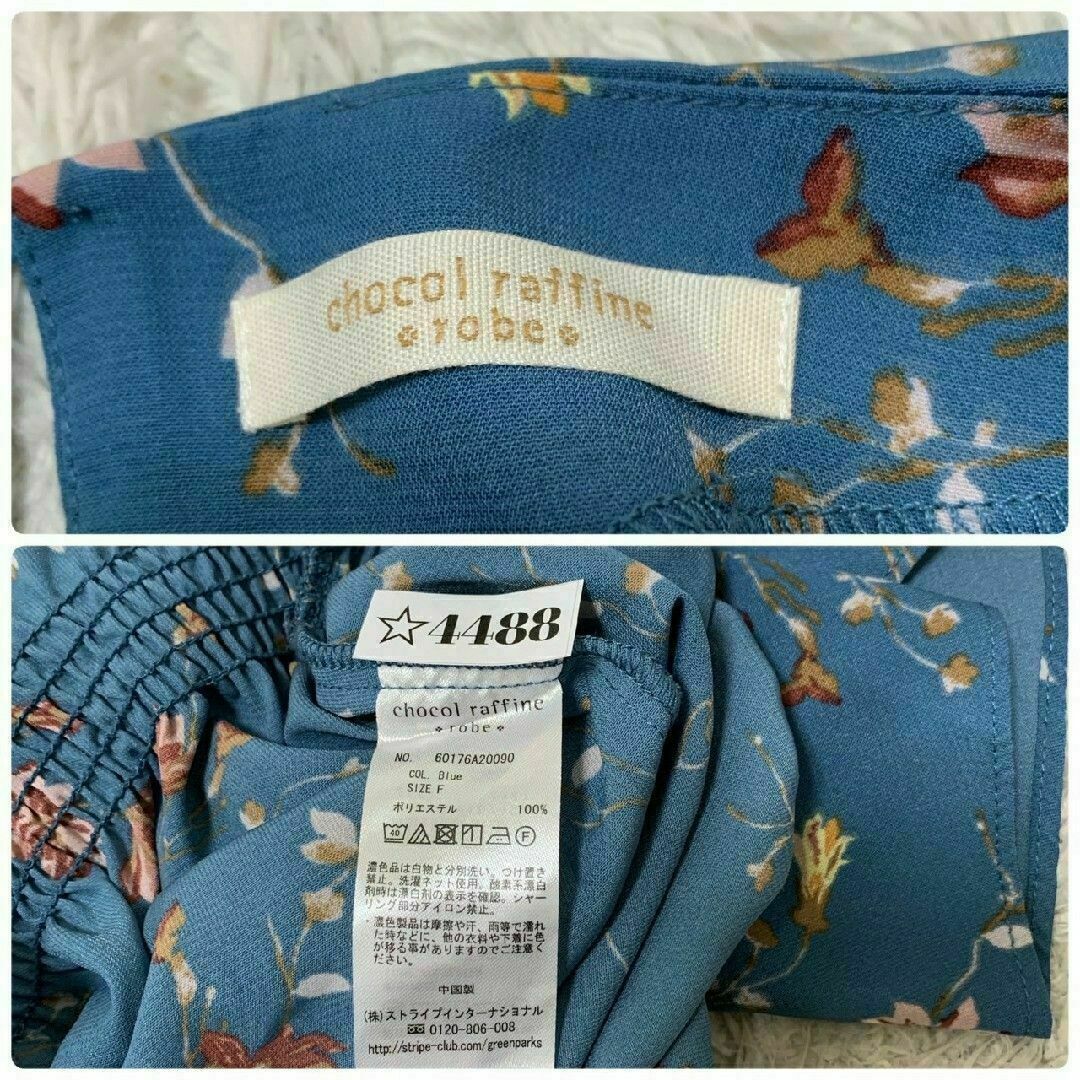 chocol raffine
robe
☆4488
chocol raffine
robe
NO. 60176A20090
COL. Blue
SIZE F
ポリエステル 100%
40 F
濃色品は白物と分別洗い。つけ置き
禁止。洗濯ネット使用。酸素系漂白
剤時は漂白剤の表示を確認。シャー
リング部分アイロン禁止。
・濃色製品は摩擦や汗、雨等で濡れ
た時などに、他の衣料や下着に色
が移る事がありますのでご注意く
ださい。
中国製
(株)ストライプインターナショナル
☎ 0120-806-008
http://stripe-club.com/greenparks